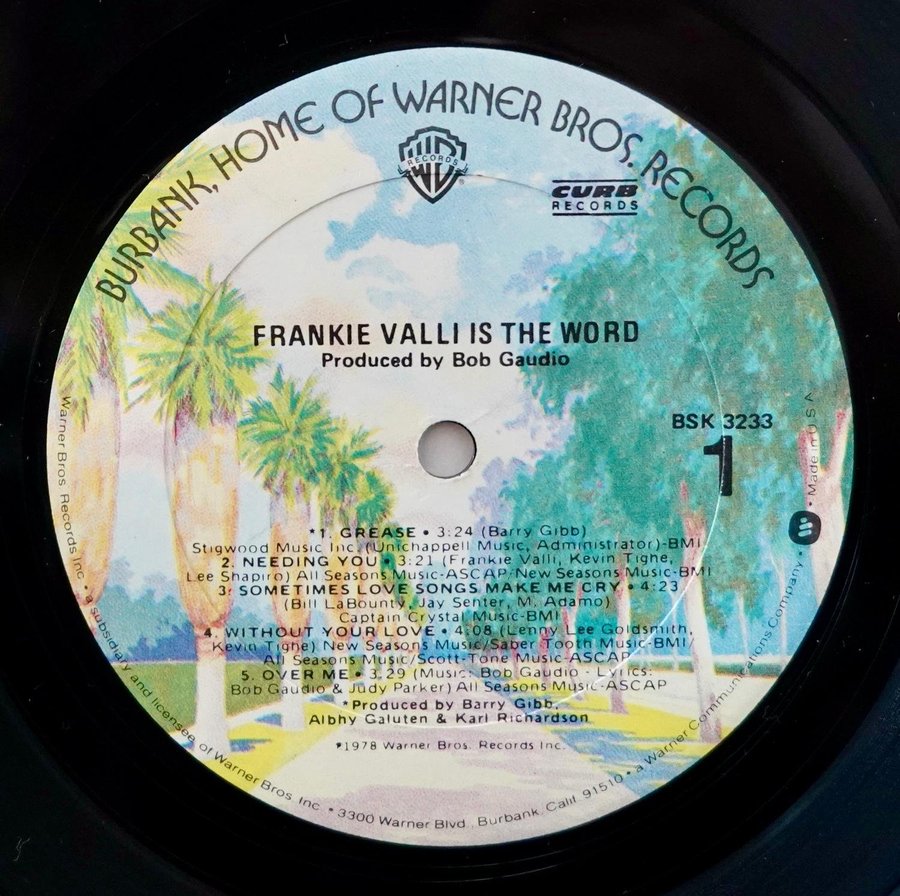 BURBANK, HOME OF WARNER BROS. RECORDS
WB
RECORDS
®
CURB
RECORDS
FRANKIE VALLI IS THE WORD
Produced by Bob Gaudio
BSK 3233
1
*1. GREASE • 3:24 (Barry Gibb)
Stigwood Music Inc. (Unichappell Music, Administrator)-BMI
2. NEEDING YOU • 3:21 (Frankie Valli, Kevin Tighe,
Lee Shapiro) All Seasons Music-ASCAP-New Seasons Music-BMI
3. SOMETIMES LOVE SONGS MAKE ME CRY • 4:23
(Bill LaBounty, Jay Senter, M. Adamo)
Captain Crystal Music-BMI
4. WITHOUT YOUR LOVE • 4:08 (Lenny Lee Goldsmith,
Kevin Tighe) New Seasons Music/Saber Tooth Music-BMI/
All Seasons Music/Scott-Tone Music-ASCAP
5. OVER ME • 3:29 (Music: Bob Gaudio - Lyrics:
Bob Gaudio & Judy Parker) All Seasons Music-ASCAP
*Produced by Barry Gibb,
Albhy Galuten & Karl Richardson
℗1978 Warner Bros. Records Inc.
Warner Bros. Records Inc. • a subsidiary and licensee of Warner Bros. Inc. • 3300 Warner Blvd., Burbank, Calif. 91510 • a Warner Communications Company • Made in U.S.A.